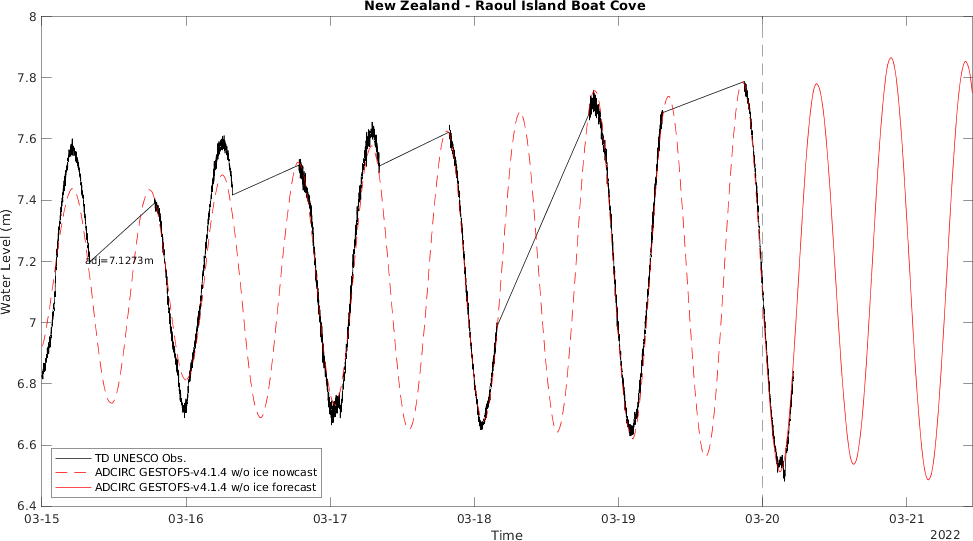 New Zealand - Raoul Island Boat Cove
Water Level (m)
8
7.8
7.6
7.4
7.2
7
6.8
6.6
6.4
adj=7.1273m
TD UNESCO Obs.
ADCIRC GESTOFS-v4.1.4 w/o ice nowcast
ADCIRC GESTOFS-v4.1.4 w/o ice forecast
03-15 03-16 03-17 03-18 03-19 03-20 03-21
Time
2022